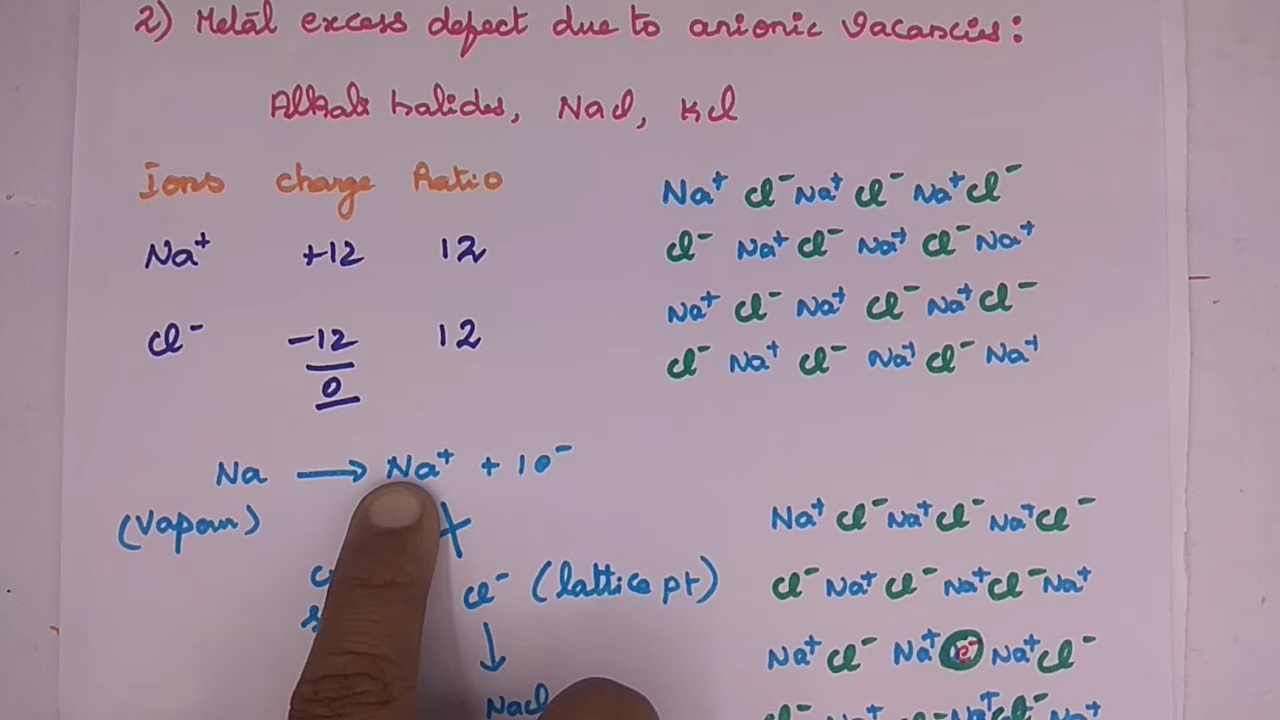 2) Metal excess defect due to anionic vacancies:
Alkali halides, NaCl, KCl
Ions charge Ratio
Na⁺ +12 12
Cl⁻ -12 12
0
Na⁺ Cl⁻ Na⁺ Cl⁻ Na⁺ Cl⁻
Cl⁻ Na⁺ Cl⁻ Na⁺ Cl⁻ Na⁺
Na⁺ Cl⁻ Na⁺ Cl⁻ Na⁺ Cl⁻
Cl⁻ Na⁺ Cl⁻ Na⁺ Cl⁻ Na⁺
Na → Na⁺ + 1e⁻
(Vapour) +
Cl⁻ (lattice pt)
↓
NaCl
Na⁺ Cl⁻ Na⁺ Cl⁻ Na⁺ Cl⁻
Cl⁻ Na⁺ Cl⁻ Na⁺ Cl⁻ Na⁺
Na⁺ Cl⁻ Na⁺ e⁻ Na⁺ Cl⁻